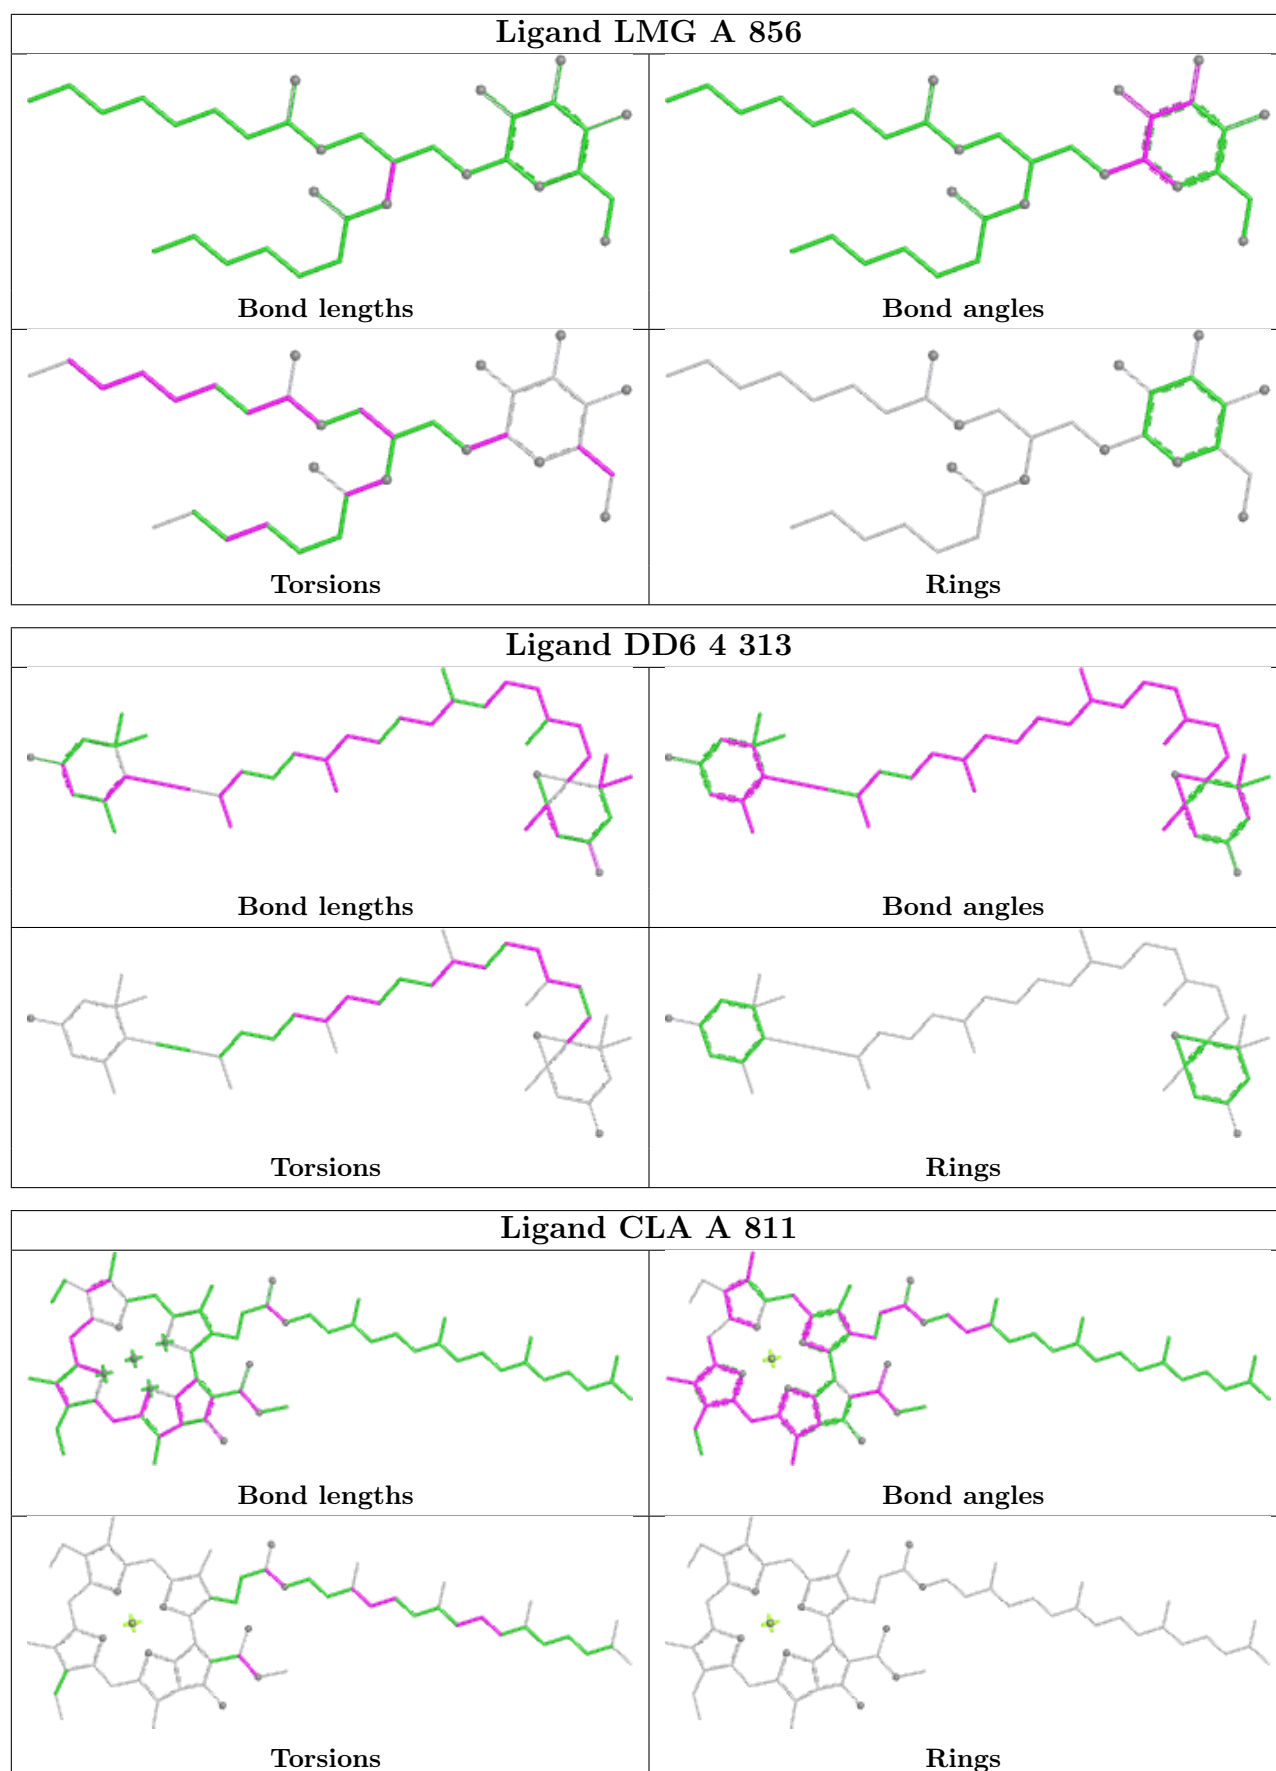 Ligand LMG A 856
Bond lengths
Bond angles
Torsions
Rings
Ligand DD6 4 313
Bond lengths
Bond angles
Torsions
Rings
Ligand CLA A 811
Bond lengths
Bond angles
Torsions
Rings